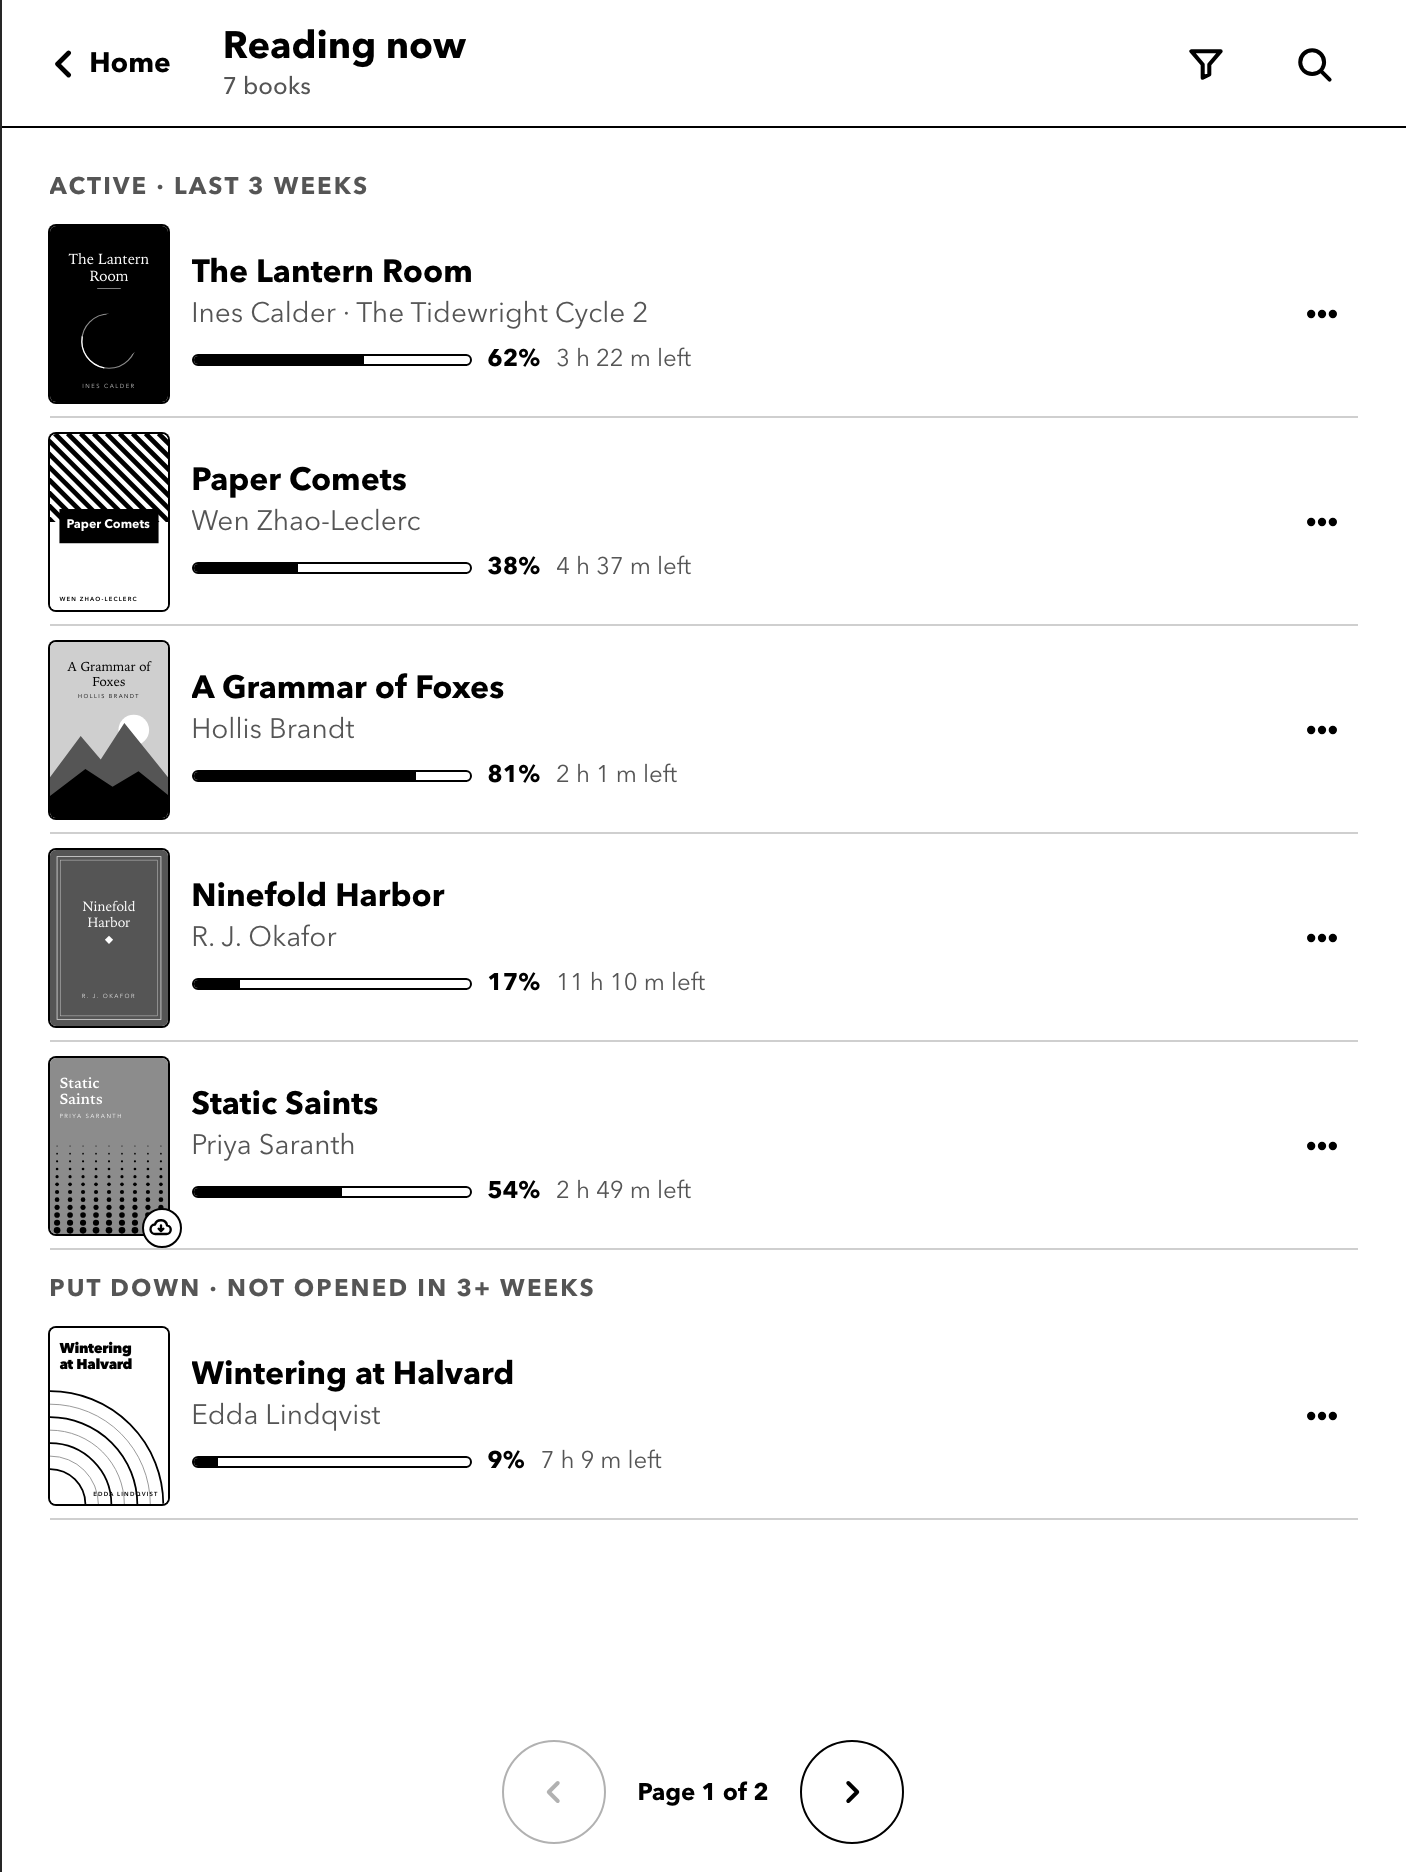 Home
Reading now
7 books
ACTIVE · LAST 3 WEEKS
The Lantern
Room
INES CALDER
The Lantern Room
Ines Calder · The Tidewright Cycle 2
62% 3 h 22 m left
Paper Comets
WEN ZHAO-LECLERC
Paper Comets
Wen Zhao-Leclerc
38% 4 h 37 m left
A Grammar of
Foxes
HOLLIS BRANDT
A Grammar of Foxes
Hollis Brandt
81% 2 h 1 m left
Ninefold
Harbor
R. J. OKAFOR
Ninefold Harbor
R. J. Okafor
17% 11 h 10 m left
Static
Saints
PRIYA SARANTH
Static Saints
Priya Saranth
54% 2 h 49 m left
PUT DOWN · NOT OPENED IN 3+ WEEKS
Wintering
at Halvard
EDDA LINDQVIST
Wintering at Halvard
Edda Lindqvist
9% 7 h 9 m left
Page 1 of 2